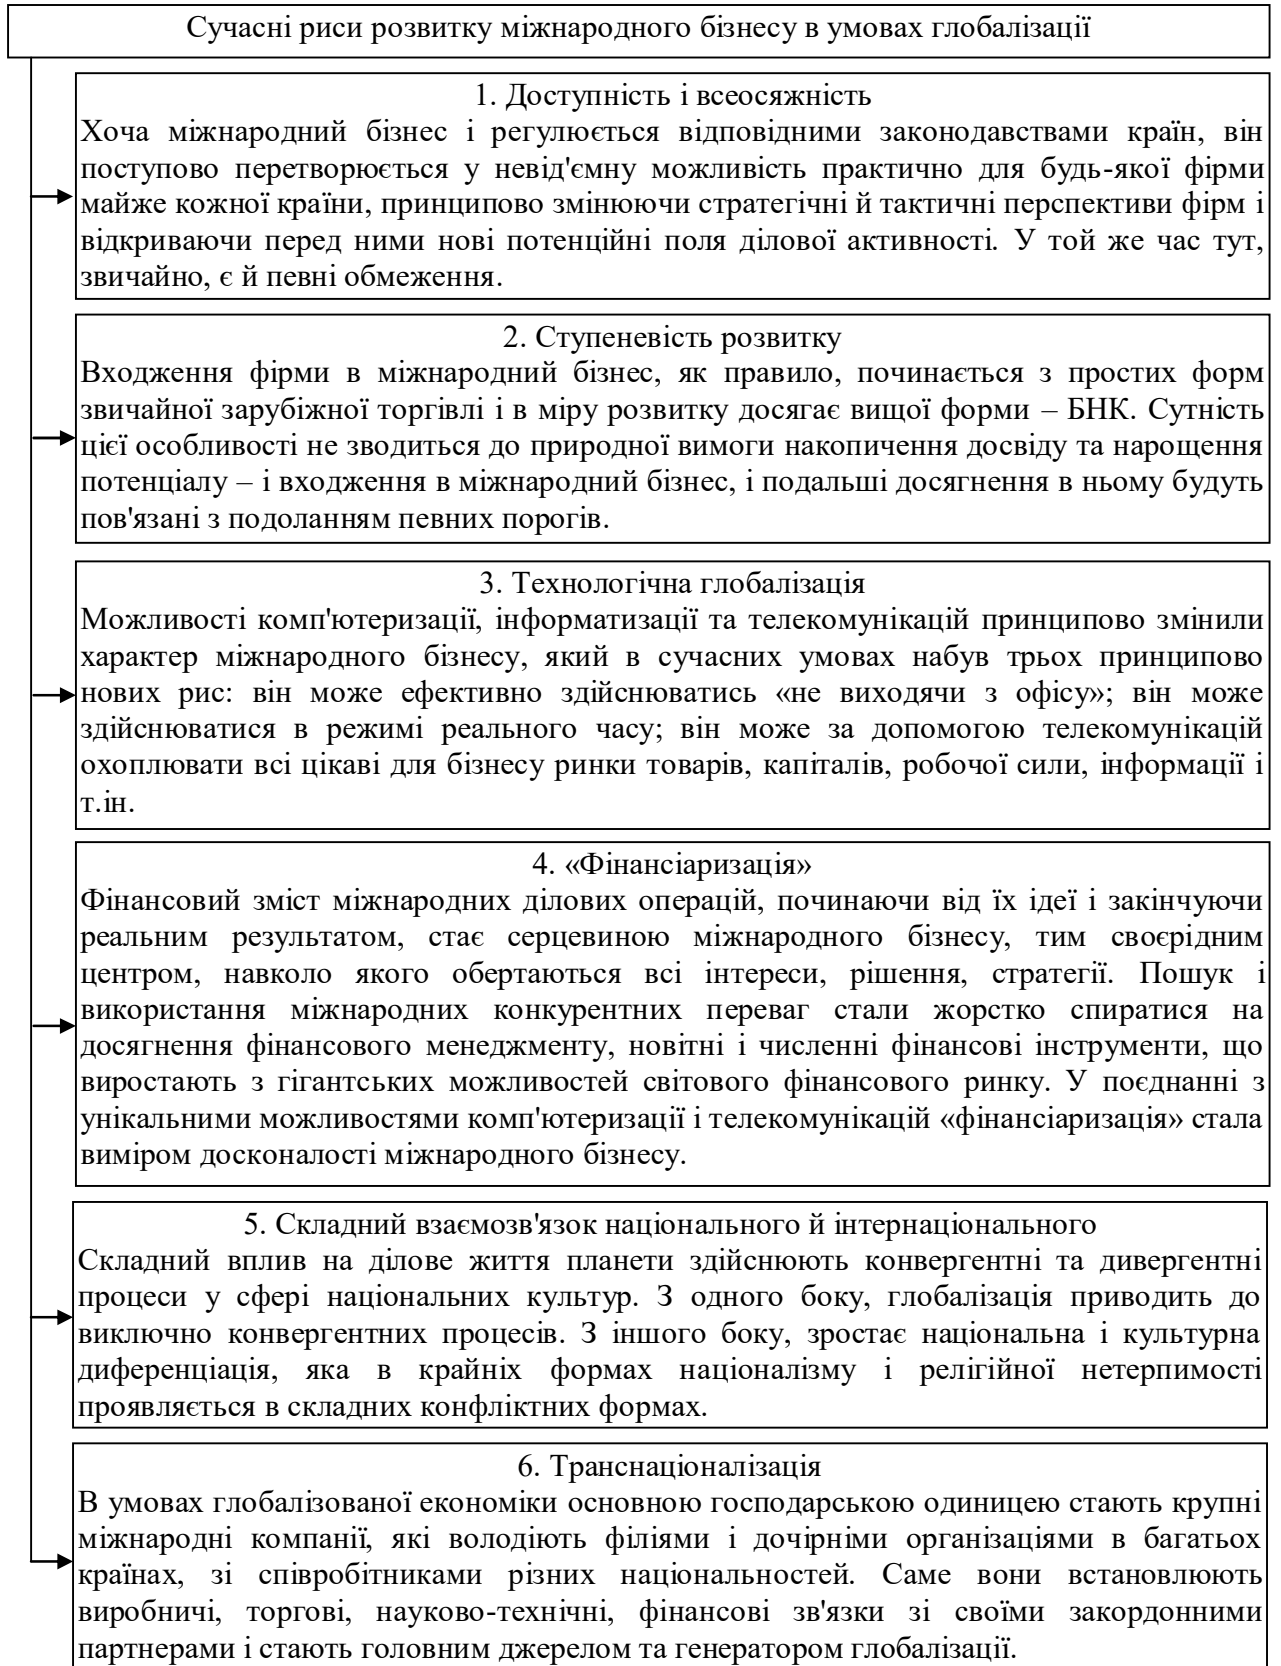 Сучасні риси розвитку міжнародного бізнесу в умовах глобалізації
1. Доступність і всеосяжність
Хоча міжнародний бізнес і регулюється відповідними законодавствами країн, він
поступово перетворюється у невід'ємну можливість практично для будь-якої фірми
майже кожної країни, принципово змінюючи стратегічні й тактичні перспективи фірм і
відкриваючи перед ними нові потенційні поля ділової активності. У той же час тут,
звичайно, є й певні обмеження.
2. Ступеневість розвитку
Входження фірми в міжнародний бізнес, як правило, починається з простих форм
звичайної зарубіжної торгівлі і в міру розвитку досягає вищої форми – БНК. Сутність
цієї особливості не зводиться до природної вимоги накопичення досвіду та нарощення
потенціалу – і входження в міжнародний бізнес, і подальші досягнення в ньому будуть
пов'язані з подоланням певних порогів.
3. Технологічна глобалізація
Можливості комп'ютеризації, інформатизації та телекомунікацій принципово змінили
характер міжнародного бізнесу, який в сучасних умовах набув трьох принципово
нових рис: він може ефективно здійснюватись «не виходячи з офісу»; він може
здійснюватися в режимі реального часу; він може за допомогою телекомунікацій
охоплювати всі цікаві для бізнесу ринки товарів, капіталів, робочої сили, інформації і
т.ін.
4. «Фінансіаризація»
Фінансовий зміст міжнародних ділових операцій, починаючи від їх ідеї і закінчуючи
реальним результатом, стає серцевиною міжнародного бізнесу, тим своєрідним
центром, навколо якого обертаються всі інтереси, рішення, стратегії. Пошук і
використання міжнародних конкурентних переваг стали жорстко спиратися на
досягнення фінансового менеджменту, новітні і численні фінансові інструменти, що
виростають з гігантських можливостей світового фінансового ринку. У поєднанні з
унікальними можливостями комп'ютеризації і телекомунікацій «фінансіаризація» стала
виміром досконалості міжнародного бізнесу.
5. Складний взаємозв'язок національного й інтернаціонального
Складний вплив на ділове життя планети здійснюють конвергентні та дивергентні
процеси у сфері національних культур. З одного боку, глобалізація приводить до
виключно конвергентних процесів. З іншого боку, зростає національна і культурна
диференціація, яка в крайніх формах націоналізму і релігійної нетерпимості
проявляється в складних конфліктних формах.
6. Транснаціоналізація
В умовах глобалізованої економіки основною господарською одиницею стають крупні
міжнародні компанії, які володіють філіями і дочірніми організаціями в багатьох
країнах, зі співробітниками різних національностей. Саме вони встановлюють
виробничі, торгові, науково-технічні, фінансові зв'язки зі своїми закордонними
партнерами і стають головним джерелом та генератором глобалізації.